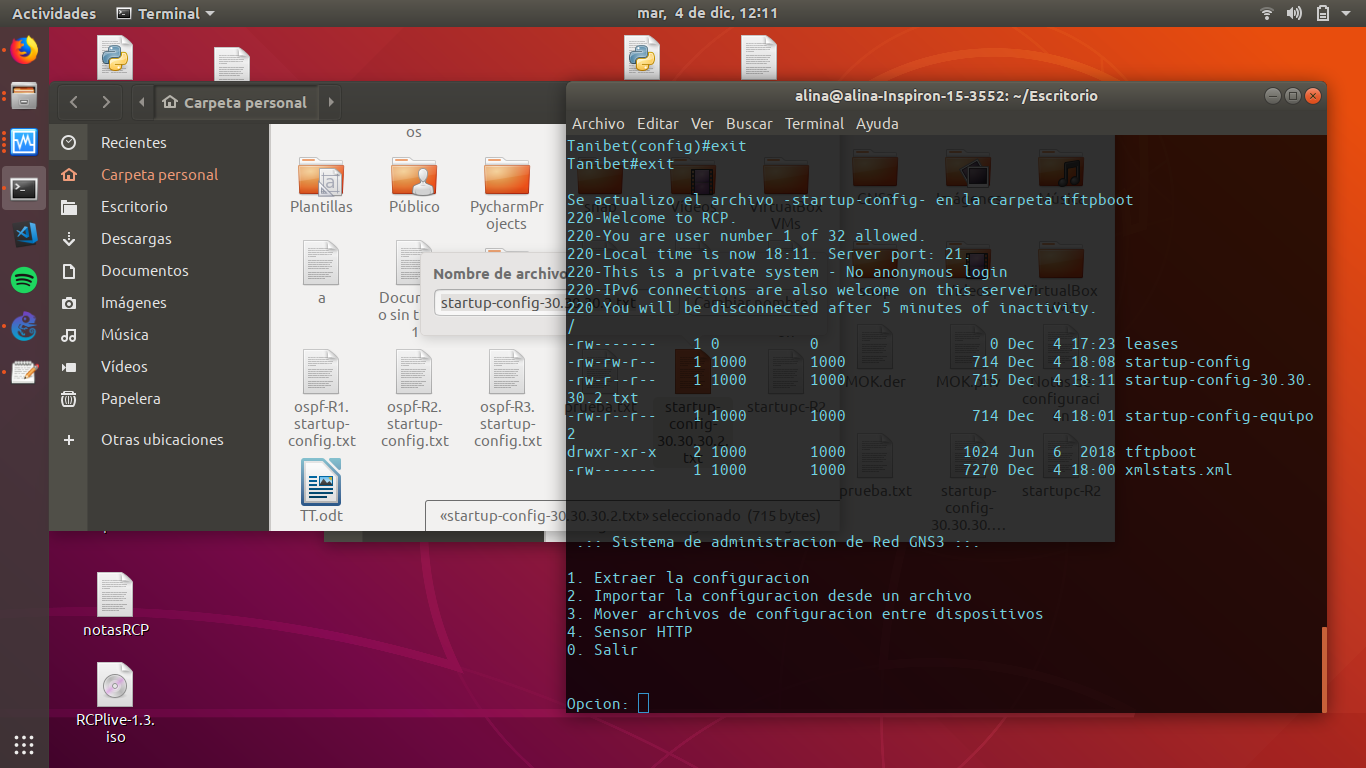 Actividades
Terminal
mar, 4 de dic, 12:11
Carpeta personal
Recientes
Carpeta personal
Escritorio
Descargas
Documentos
Imágenes
Música
Vídeos
Papelera
Otras ubicaciones
os
Plantillas
Público
PycharmPr
ojects
a
Docum
o sin t
1
Nombre de archivo
startup-config-30.
ospf-R1.
startup-
config.txt
ospf-R2.
startup-
config.txt
ospf-R3.
startup-
config.txt
TT.odt
«startup-config-30.30.30.2.txt» seleccionado (715 bytes)
notasRCP
RCPlive-1.3.
iso
alina@alina-Inspiron-15-3552: ~/Escritorio
Archivo Editar Ver Buscar Terminal Ayuda
Tanibet(config)#exit
Tanibet#exit
Se actualizo el archivo -startup-config- en la carpeta tftpboot
220-Welcome to RCP.
220-You are user number 1 of 32 allowed.
220-Local time is now 18:11. Server port: 21.
220-This is a private system - No anonymous login
220-IPv6 connections are also welcome on this server.
220 You will be disconnected after 5 minutes of inactivity.
/
-rw------- 1 0 0 0 Dec 4 17:23 leases
-rw-rw-r-- 1 1000 1000 714 Dec 4 18:08 startup-config
-rw-r--r-- 1 1000 1000 715 Dec 4 18:11 startup-config-30.30.
30.2.txt
-rw-r--r-- 1 1000 1000 714 Dec 4 18:01 startup-config-equipo
2
drwxr-xr-x 2 1000 1000 1024 Jun 6 2018 tftpboot
-rw------- 1 1000 1000 7270 Dec 4 18:00 xmlstats.xml
.:: Sistema de administracion de Red GNS3 ::.
1. Extraer la configuracion
2. Importar la configuracion desde un archivo
3. Mover archivos de configuracion entre dispositivos
4. Sensor HTTP
0. Salir
Opcion:
VirtualBox
VMs
Cambiar nombre
MOK.der
prueba.txt
startup-
config-
30.30.30.2.
startupc-R2
prueba.txt
startup-
config-
30.30.30....
startupc-R2